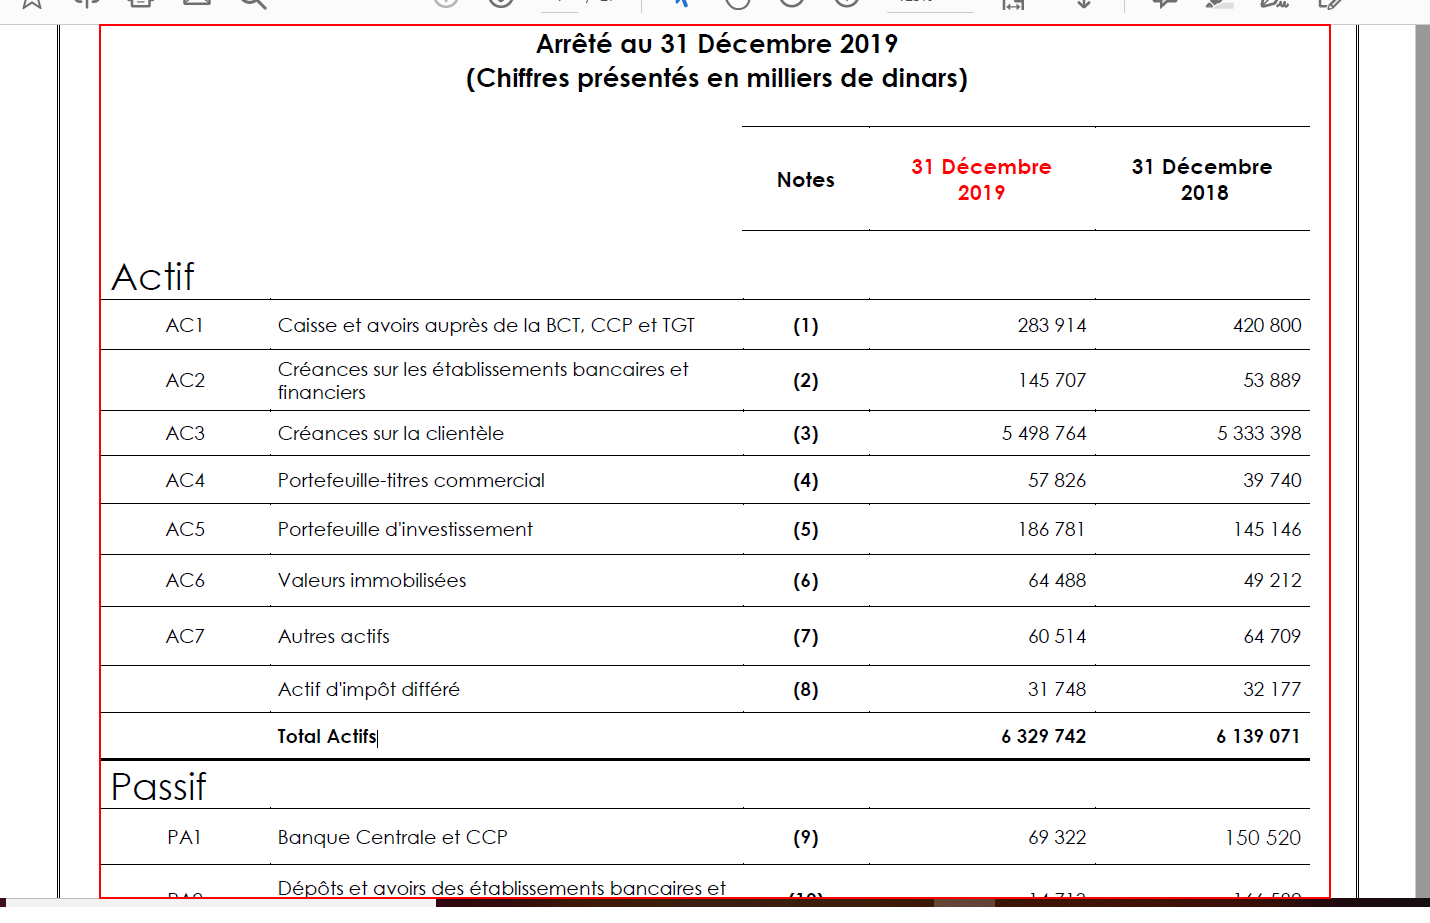 Arrêté au 31 Décembre 2019
(Chiffres présentés en milliers de dinars)
Notes 31 Décembre 2019 31 Décembre 2018
Actif
AC1 Caisse et avoirs auprès de la BCT, CCP et TGT (1) 283 914 420 800
AC2 Créances sur les établissements bancaires et financiers (2) 145 707 53 889
AC3 Créances sur la clientèle (3) 5 498 764 5 333 398
AC4 Portefeuille-titres commercial (4) 57 826 39 740
AC5 Portefeuille d'investissement (5) 186 781 145 146
AC6 Valeurs immobilisées (6) 64 488 49 212
AC7 Autres actifs (7) 60 514 64 709
Actif d'impôt différé (8) 31 748 32 177
Total Actifs 6 329 742 6 139 071
Passif
PA1 Banque Centrale et CCP (9) 69 322 150 520
Dépôts et avoirs des établissements bancaires et